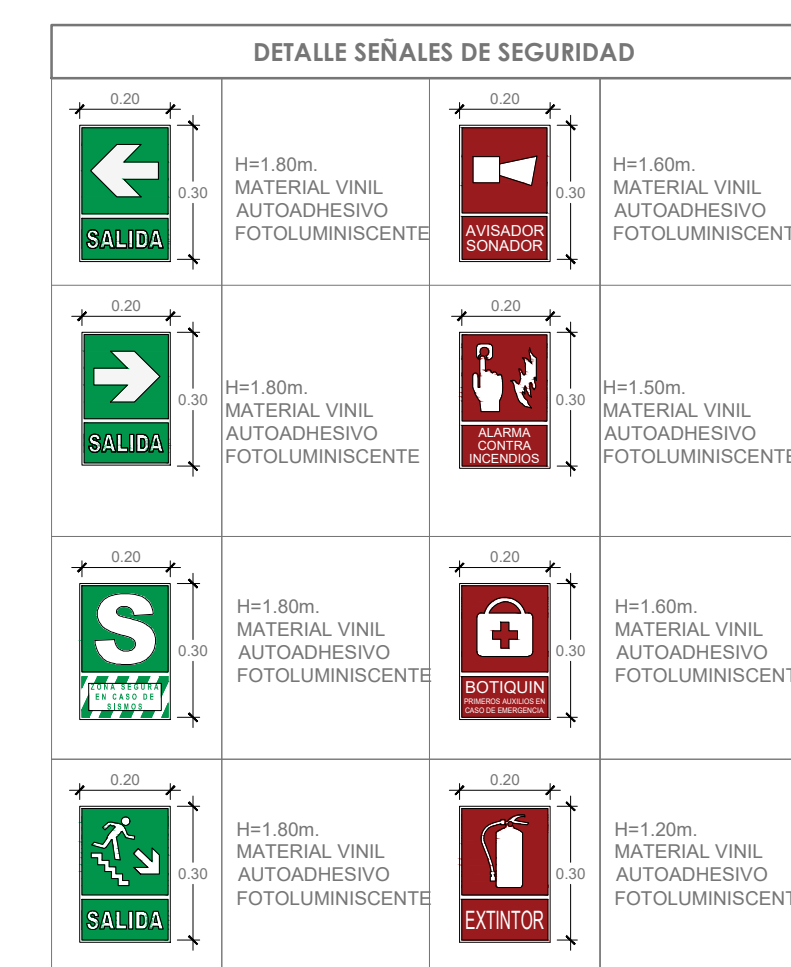 DETALLE SEÑALES DE SEGURIDAD
0.20
0.30
SALIDA
H=1.80m.
MATERIAL VINIL
AUTOADHESIVO
FOTOLUMINISCENTE
0.20
0.30
AVISADOR
SONADOR
H=1.60m.
MATERIAL VINIL
AUTOADHESIVO
FOTOLUMINISCENT
0.20
0.30
SALIDA
H=1.80m.
MATERIAL VINIL
AUTOADHESIVO
FOTOLUMINISCENTE
0.20
0.30
ALARMA
CONTRA
INCENDIOS
H=1.50m.
MATERIAL VINIL
AUTOADHESIVO
FOTOLUMINISCENTE
0.20
0.30
S
ZONA SEGURA
EN CASO DE
SISMOS
H=1.80m.
MATERIAL VINIL
AUTOADHESIVO
FOTOLUMINISCENTE
0.20
0.30
BOTIQUIN
PRIMEROS AUXILIOS EN
CASO DE EMERGENCIA
H=1.60m.
MATERIAL VINIL
AUTOADHESIVO
FOTOLUMINISCENT
0.20
0.30
SALIDA
H=1.80m.
MATERIAL VINIL
AUTOADHESIVO
FOTOLUMINISCENTE
0.20
0.30
EXTINTOR
H=1.20m.
MATERIAL VINIL
AUTOADHESIVO
FOTOLUMINISCENT